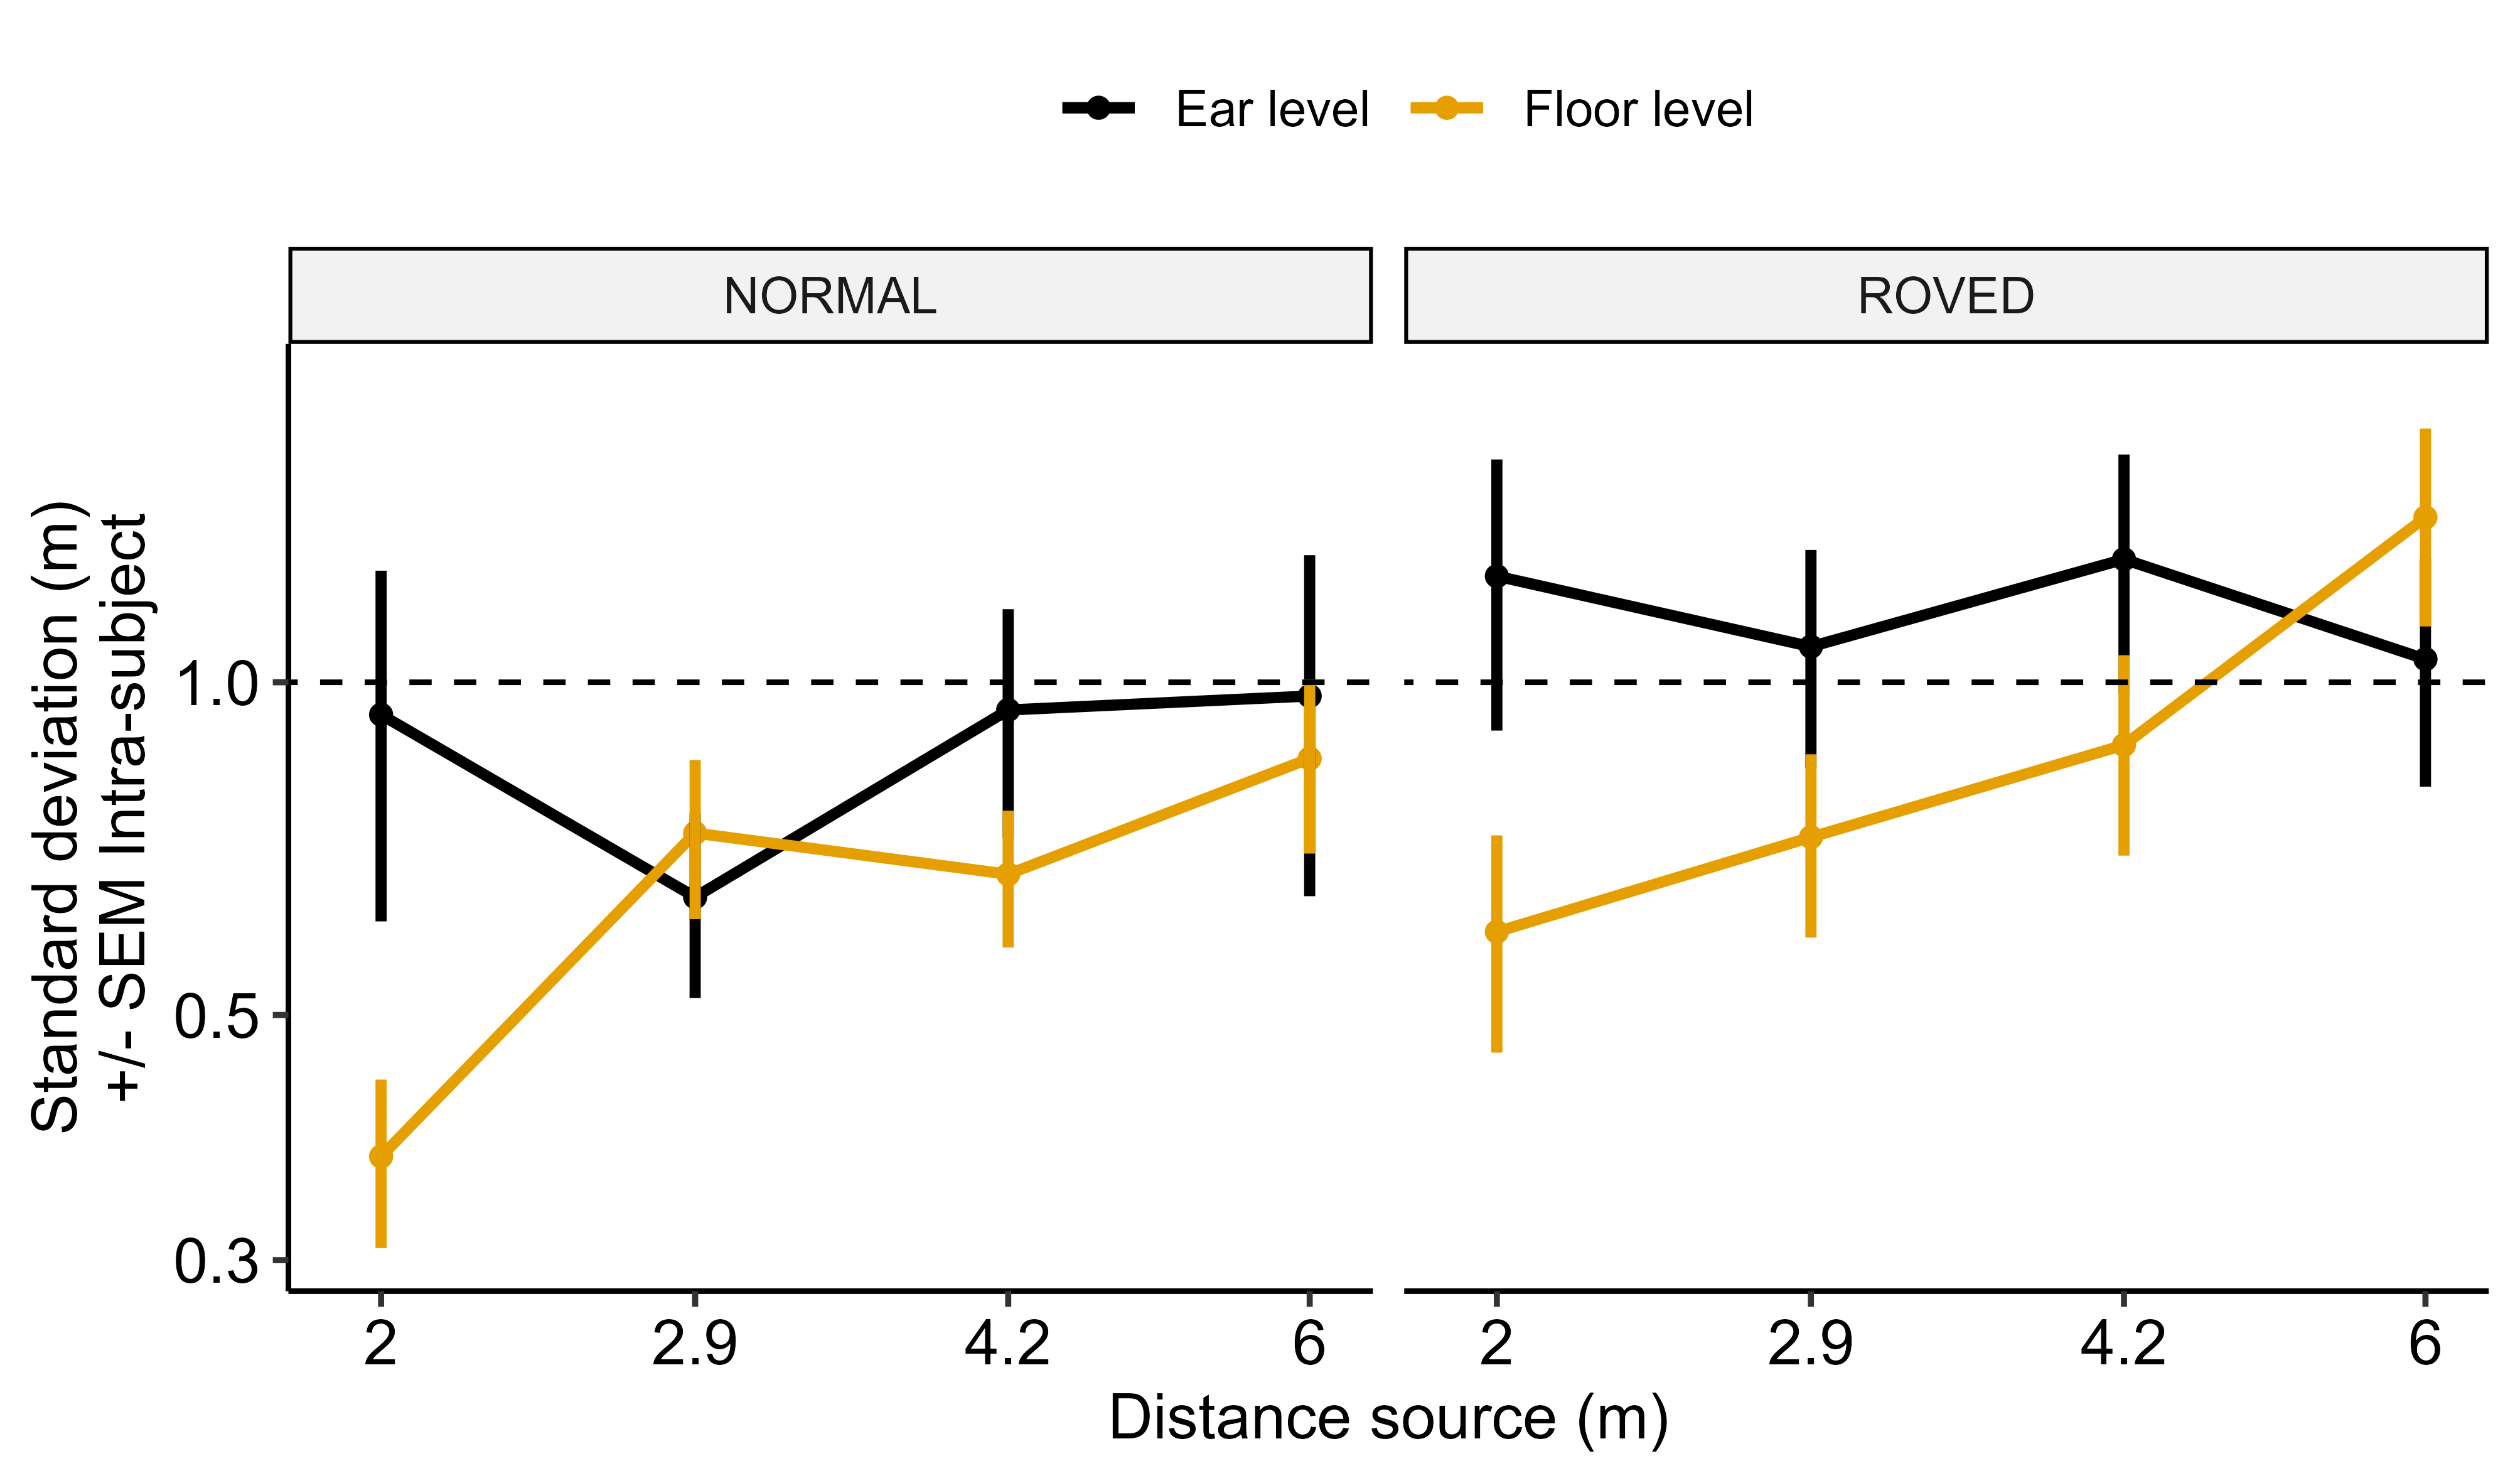 Ear level
Floor level
NORMAL
ROVED
Standard deviation (m)
+/- SEM Intra-subject
1.0
0.5
0.3
2
2.9
4.2
6
2
2.9
4.2
6
Distance source (m)